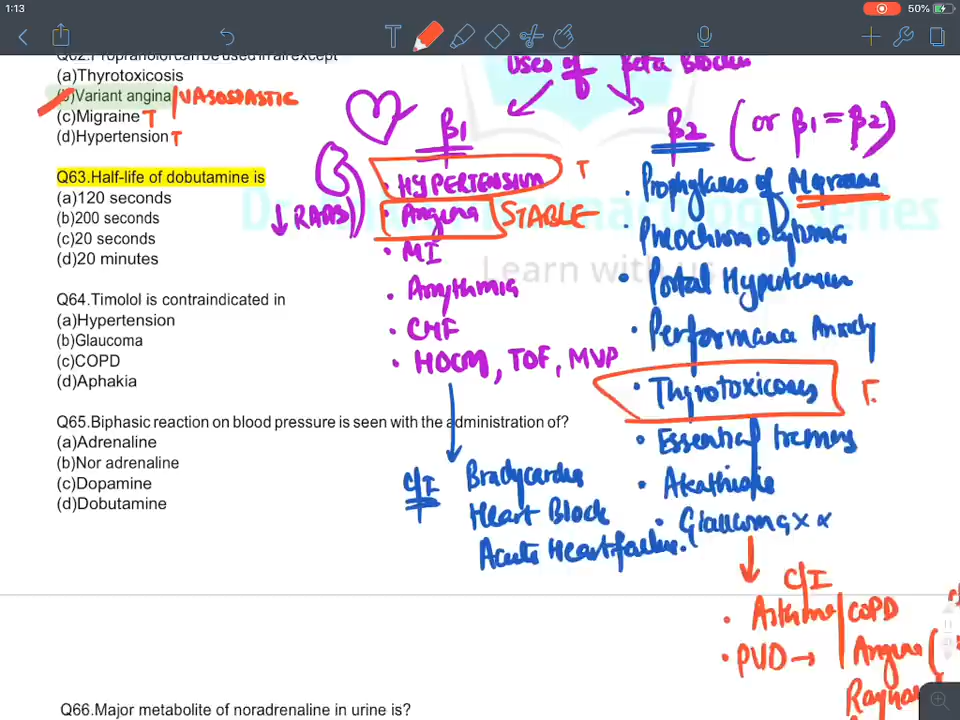 1:13
50%
T
Q62.Propranolol can be used in all except
(a)Thyrotoxicosis
(b)Variant angina / VASOSPASTIC
(c)Migraine T
(d)Hypertension T
Q63.Half-life of dobutamine is
(a)120 seconds
(b)200 seconds
(c)20 seconds
(d)20 minutes
Q64.Timolol is contraindicated in
(a)Hypertension
(b)Glaucoma
(c)COPD
(d)Aphakia
Q65.Biphasic reaction on blood pressure is seen with the administration of?
(a)Adrenaline
(b)Nor adrenaline
(c)Dopamine
(d)Dobutamine
Q66.Major metabolite of noradrenaline in urine is?
Uses of Beta Blocker
β1
• HYPERTENSION T
↓ RAAS
• Angina STABLE
• MI
• Arrythmia
• CHF
• HOCM, TOF, MVP
C/I Bradycardia
Heart Block
Acute Heart failure.
β2 (or β1 = β2)
• Prophylaxis of Migraine
• Pheochromocytoma
• Portal Hypertension
• Performance Anxiety
• Thyrotoxicosis T.
• Essential tremors
• Akathisia
• Glaucoma x α
C/I
• Asthma / COPD
• PVD → Angina (
Learn with us